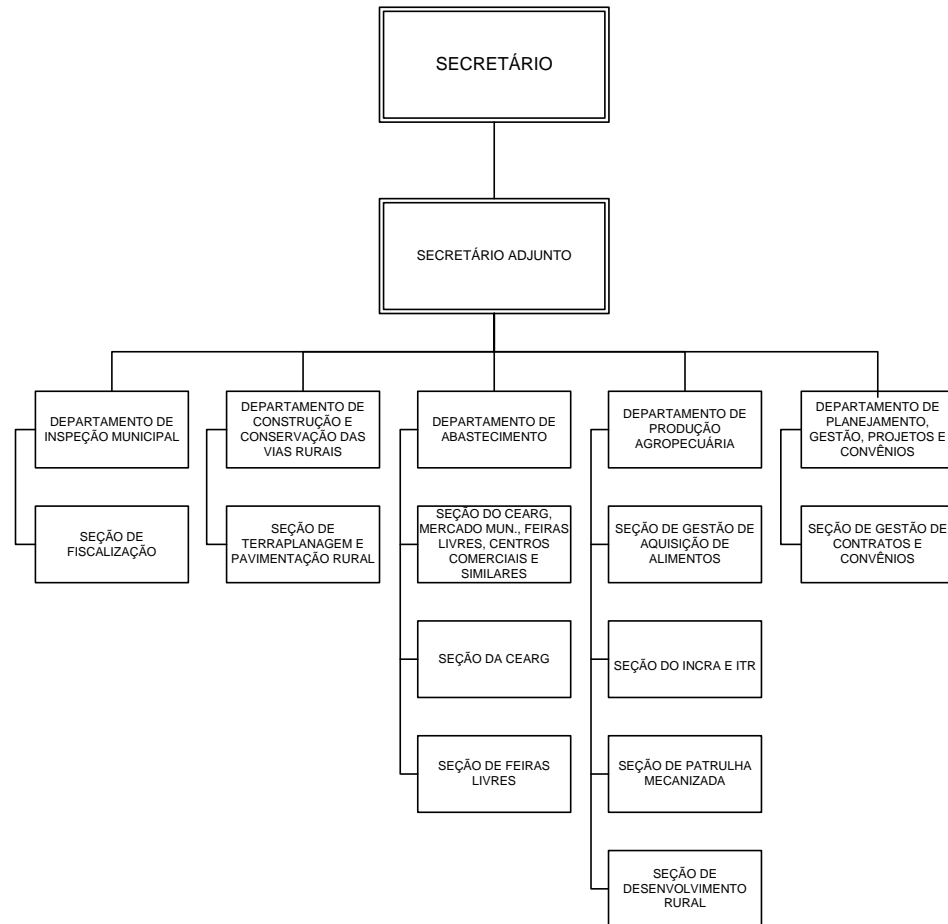 SECRETÁRIO
SECRETÁRIO ADJUNTO
DEPARTAMENTO DE
INSPEÇÃO MUNICIPAL
DEPARTAMENTO DE
CONSTRUÇÃO E
CONSERVAÇÃO DAS
VIAS RURAIS
DEPARTAMENTO DE
ABASTECIMENTO
DEPARTAMENTO DE
PRODUÇÃO
AGROPECUÁRIA
DEPARTAMENTO DE
PLANEJAMENTO,
GESTÃO, PROJETOS E
CONVÊNIOS
SEÇÃO DE
FISCALIZAÇÃO
SEÇÃO DE
TERRAPLANAGEM E
PAVIMENTAÇÃO RURAL
SEÇÃO DO CEARG,
MERCADO MUN., FEIRAS
LIVRES, CENTROS
COMERCIAIS E
SIMILARES
SEÇÃO DE GESTÃO DE
AQUISIÇÃO DE
ALIMENTOS
SEÇÃO DE GESTÃO DE
CONTRATOS E
CONVÊNIOS
SEÇÃO DA CEARG
SEÇÃO DO INCRA E ITR
SEÇÃO DE FEIRAS
LIVRES
SEÇÃO DE PATRULHA
MECANIZADA
SEÇÃO DE
DESENVOLVIMENTO
RURAL